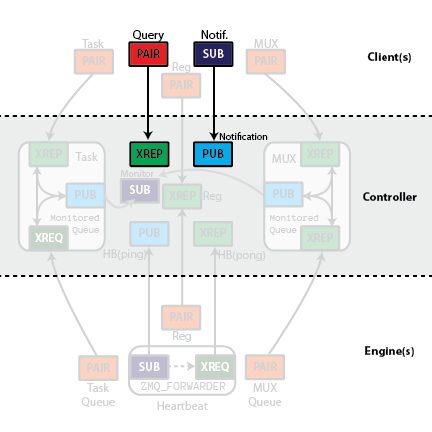 Query
Notif.
Task
MUX
PAIR
PAIR
SUB
PAIR
Client(s)
Reg
PAIR
Notification
XREP
Task
XREP
PUB
MUX
XREP
Monitor
PUB
SUB
XREP
Reg
PUB
Controller
Monitored
Queue
Monitored
Queue
XREQ
PUB
XREP
XREP
HB(ping)
HB(pong)
PAIR
Reg
Engine(s)
PAIR
SUB
XREQ
PAIR
Task
Queue
ZMQ_FORWARDER
MUX
Queue
Heartbeat